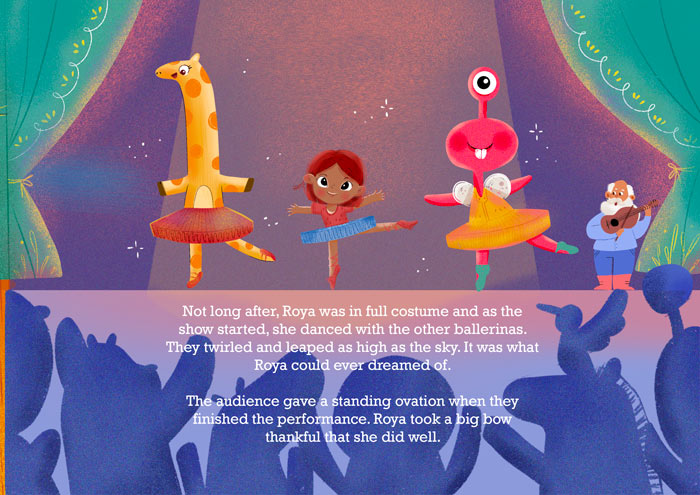 Not long after, Roya was in full costume and as the
show started, she danced with the other ballerinas.
They twirled and leaped as high as the sky. It was what
Roya could ever dreamed of.
The audience gave a standing ovation when they
finished the performance. Roya took a big bow
thankful that she did well.